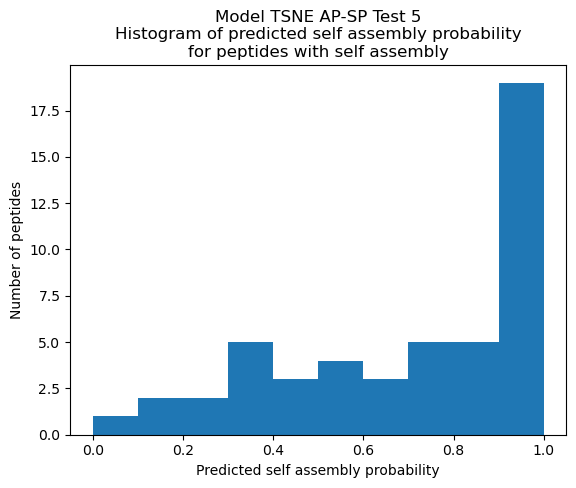 Model TSNE AP-SP Test 5
Histogram of predicted self assembly probability
for peptides with self assembly
17.5
15.0
12.5
10.0
7.5
5.0
2.5
0.0
Number of peptides
0.0 0.2 0.4 0.6 0.8 1.0
Predicted self assembly probability